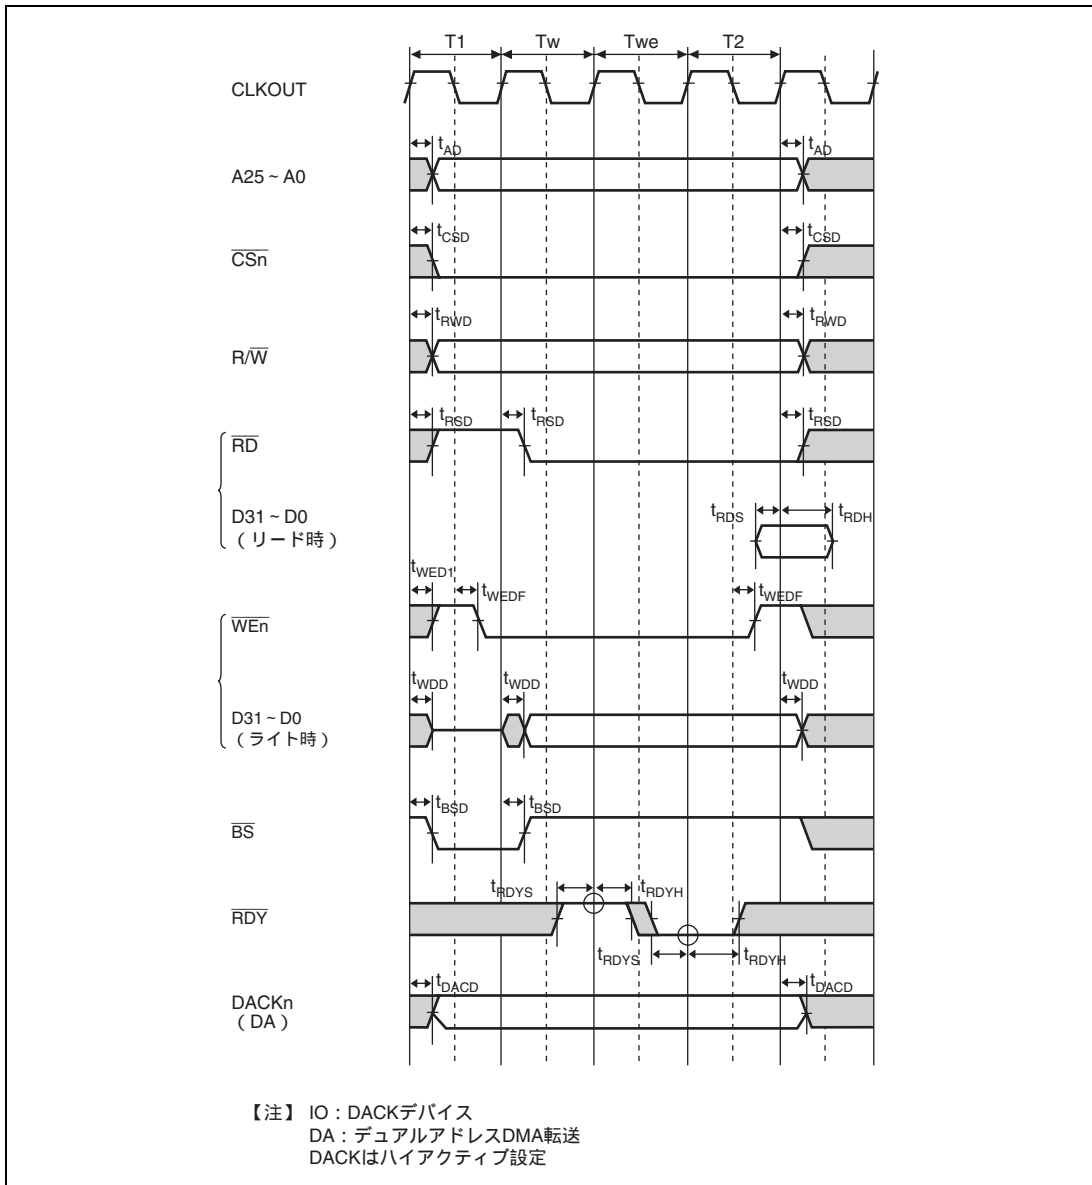 T1 Tw Twe T2
CLKOUT
tAD tAD
A25 ~ A0
tCSD tCSD
CSn
tRWD tRWD
R/W
tRSD tRSD tRSD
RD
tRDS tRDH
D31 ~ D0
（リード時）
tWED1
tWEDF tWEDF
WEn
tWDD tWDD tWDD
D31 ~ D0
（ライト時）
tBSD tBSD
BS
tRDYS tRDYH
RDY
tRDYS tRDYH
tDACD tDACD
DACKn
（DA）
【注】 IO：DACKデバイス
DA：デュアルアドレスDMA転送
DACKはハイアクティブ設定